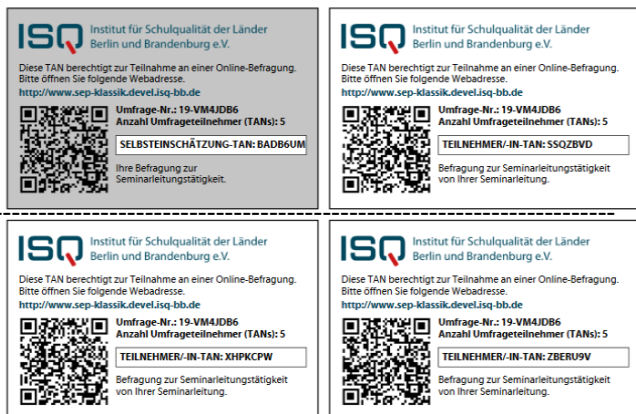 ISQ Institut für Schulqualität der Länder
Berlin und Brandenburg e.V.
Diese TAN berechtigt zur Teilnahme an einer Online-Befragung.
Bitte öffnen Sie folgende Webadresse.
http://www.sep-klassik.devel.isq-bb.de
Umfrage-Nr.: 19-VM4JDB6
Anzahl Umfrageteilnehmer (TANs): 5
SELBSTEINSCHÄTZUNG-TAN: BADB6UM
Ihre Befragung zur
Seminarleitungstätigkeit.
ISQ Institut für Schulqualität der Länder
Berlin und Brandenburg e.V.
Diese TAN berechtigt zur Teilnahme an einer Online-Befragung.
Bitte öffnen Sie folgende Webadresse.
http://www.sep-klassik.devel.isq-bb.de
Umfrage-Nr.: 19-VM4JDB6
Anzahl Umfrageteilnehmer (TANs): 5
TEILNEHMER/-IN-TAN: SSQZBVD
Befragung zur Seminarleitungstätigkeit
von Ihrer Seminarleitung.
ISQ Institut für Schulqualität der Länder
Berlin und Brandenburg e.V.
Diese TAN berechtigt zur Teilnahme an einer Online-Befragung.
Bitte öffnen Sie folgende Webadresse.
http://www.sep-klassik.devel.isq-bb.de
Umfrage-Nr.: 19-VM4JDB6
Anzahl Umfrageteilnehmer (TANs): 5
TEILNEHMER/-IN-TAN: XHPKCPW
Befragung zur Seminarleitungstätigkeit
von Ihrer Seminarleitung.
ISQ Institut für Schulqualität der Länder
Berlin und Brandenburg e.V.
Diese TAN berechtigt zur Teilnahme an einer Online-Befragung.
Bitte öffnen Sie folgende Webadresse.
http://www.sep-klassik.devel.isq-bb.de
Umfrage-Nr.: 19-VM4JDB6
Anzahl Umfrageteilnehmer (TANs): 5
TEILNEHMER/-IN-TAN: ZBERU9V
Befragung zur Seminarleitungstätigkeit
von Ihrer Seminarleitung.